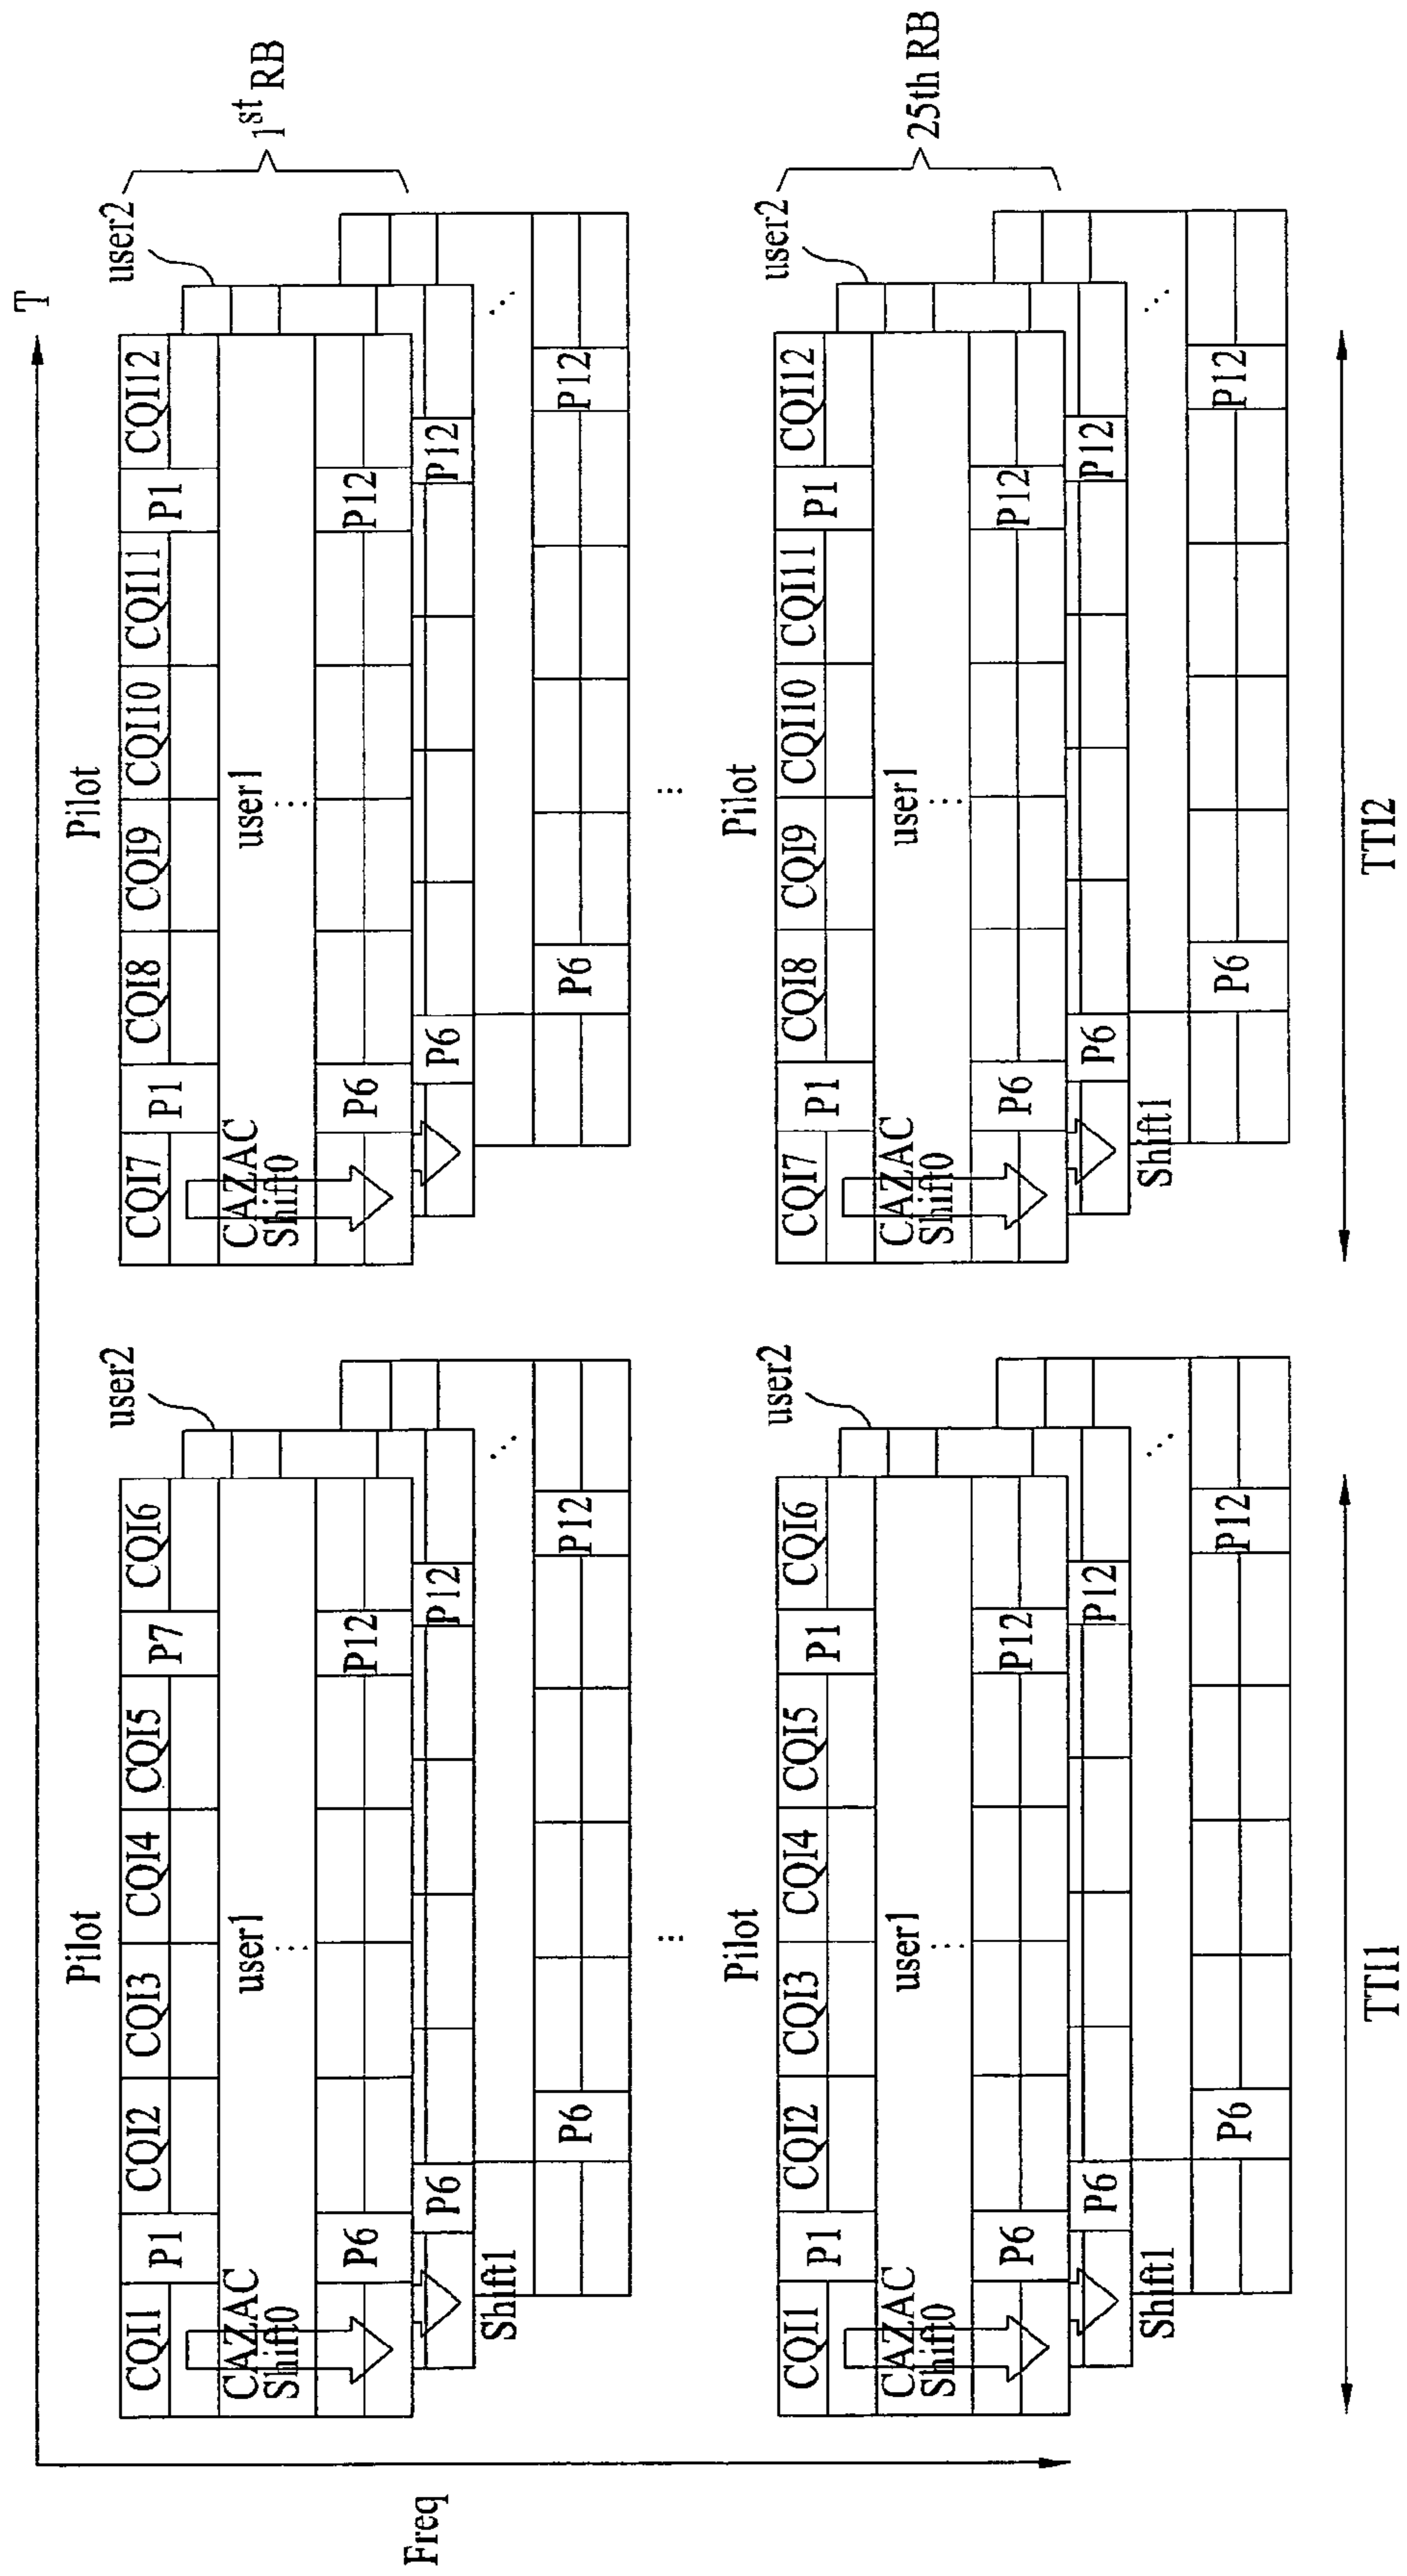 T
Freq
Pilot
user2
CQI1 P1 CQI2 CQI3 CQI4 CQI5 P7 CQI6
CAZAC
Shift0
user1
⋮
P6 P12
P6 P12
Shift1
...
P6 P12
Pilot
user2
CQI7 P1 CQI8 CQI9 CQI10 CQI11 P1 CQI12
CAZAC
Shift0
user1
⋮
P6 P12
P6 P12
...
P6 P12
1st RB
⋮
⋮
Pilot
user2
CQI1 P1 CQI2 CQI3 CQI4 CQI5 P1 CQI6
CAZAC
Shift0
user1
⋮
P6 P12
P6 P12
Shift1
...
P6 P12
Pilot
user2
CQI7 P1 CQI8 CQI9 CQI10 CQI11 P1 CQI12
CAZAC
Shift0
user1
⋮
P6 P12
P6 P12
Shift1
...
P6 P12
25th RB
TTI1
TTI2